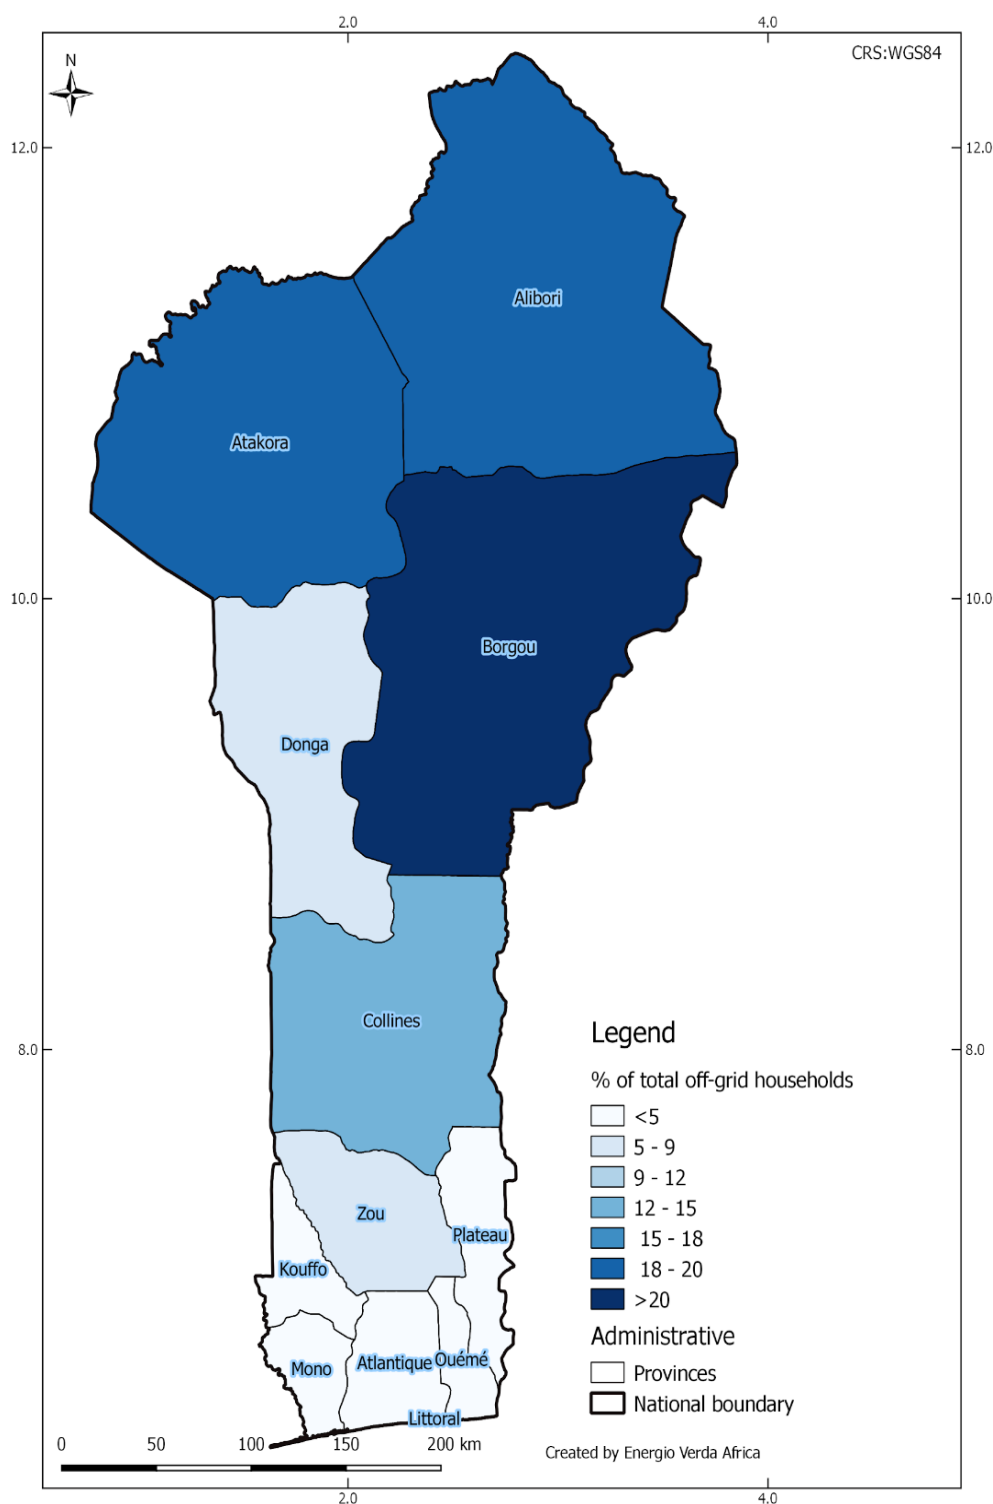 2.0
4.0
CRS:WGS84
N
12.0
12.0
Alibori
Atakora
10.0
10.0
Borgou
Donga
Collines
8.0
8.0
Legend
% of total off-grid households
<5
5 - 9
9 - 12
12 - 15
15 - 18
18 - 20
>20
Administrative
Provinces
National boundary
Zou
Plateau
Kouffo
Mono
Atlantique
Ouémé
Littoral
0 50 100 150 200 km
Created by Energio Verda Africa
2.0
4.0